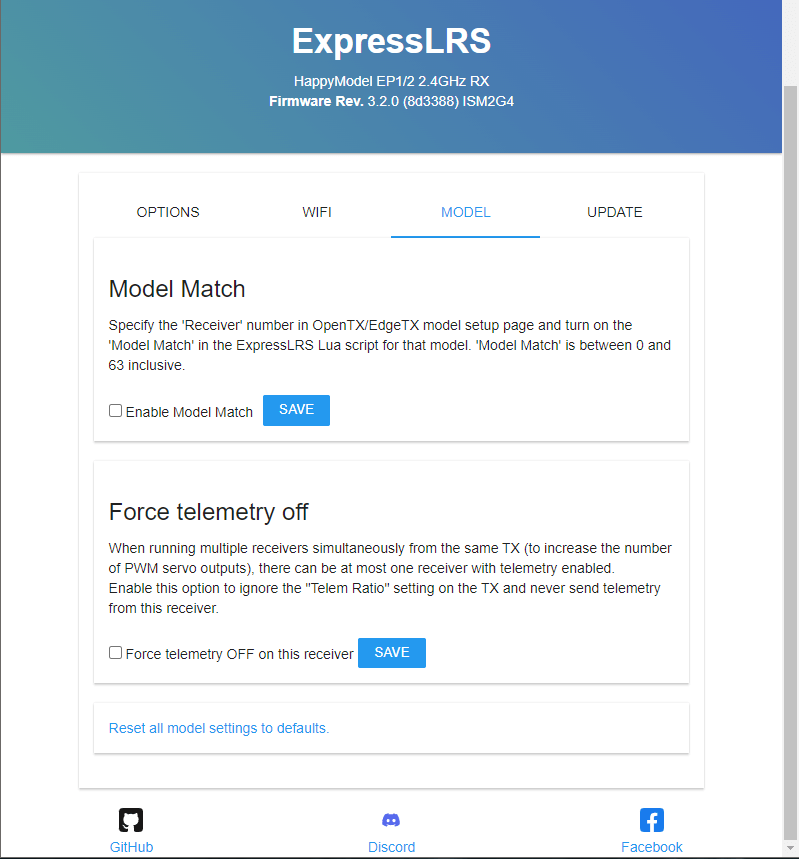 ExpressLRS
HappyModel EP1/2 2.4GHz RX
Firmware Rev. 3.2.0 (8d3388) ISM2G4
OPTIONS
WIFI
MODEL
UPDATE
Model Match
Specify the 'Receiver' number in OpenTX/EdgeTX model setup page and turn on the
'Model Match' in the ExpressLRS Lua script for that model. 'Model Match' is between 0 and
63 inclusive.
Enable Model Match
SAVE
Force telemetry off
When running multiple receivers simultaneously from the same TX (to increase the number
of PWM servo outputs), there can be at most one receiver with telemetry enabled.
Enable this option to ignore the "Telem Ratio" setting on the TX and never send telemetry
from this receiver.
Force telemetry OFF on this receiver
SAVE
Reset all model settings to defaults.
GitHub
Discord
Facebook